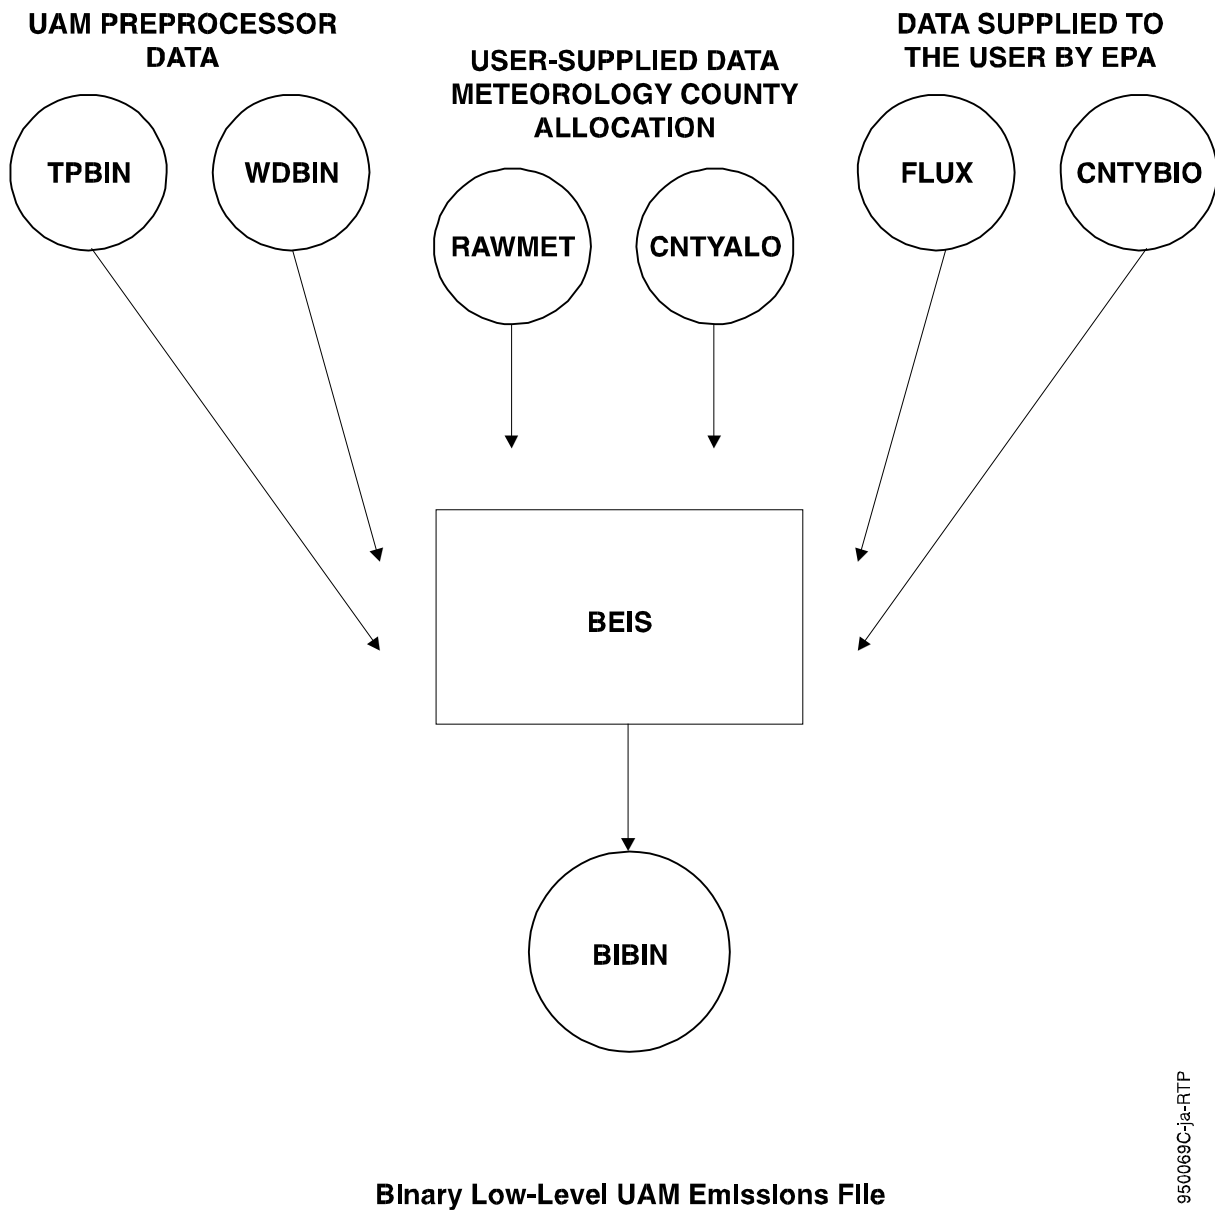 UAM PREPROCESSOR
DATA
USER-SUPPLIED DATA
METEOROLOGY COUNTY
ALLOCATION
DATA SUPPLIED TO
THE USER BY EPA
TPBIN
WDBIN
RAWMET
CNTYALO
FLUX
CNTYBIO
BEIS
BIBIN
Binary Low-Level UAM Emissions File
950069C-ja-RTP